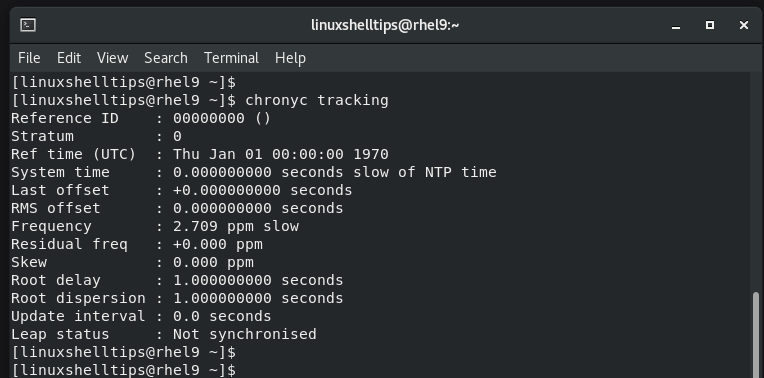 linuxshelltips@rhel9:~
File Edit View Search Terminal Help
[linuxshelltips@rhel9 ~]$
[linuxshelltips@rhel9 ~]$ chronyc tracking
Reference ID    : 00000000 ()
Stratum         : 0
Ref time (UTC)  : Thu Jan 01 00:00:00 1970
System time     : 0.000000000 seconds slow of NTP time
Last offset     : +0.000000000 seconds
RMS offset      : 0.000000000 seconds
Frequency       : 2.709 ppm slow
Residual freq   : +0.000 ppm
Skew            : 0.000 ppm
Root delay      : 1.000000000 seconds
Root dispersion : 1.000000000 seconds
Update interval : 0.0 seconds
Leap status     : Not synchronised
[linuxshelltips@rhel9 ~]$
[linuxshelltips@rhel9 ~]$